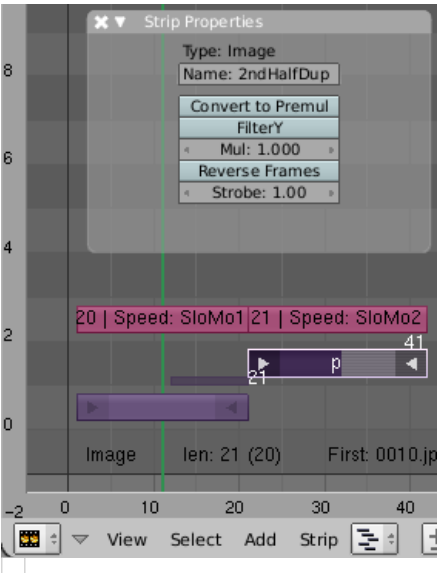 Strip Properties
Type: Image
Name: 2ndHalfDup
Convert to Premul
FilterY
Mul: 1.000
Reverse Frames
Strobe: 1.00
8
6
4
2
0
-2
20 | Speed: SloMo1
21 | Speed: SloMo2
41
p
21
Image len: 21 (20) First: 0010.jp
0 10 20 30 40
View Select Add Strip